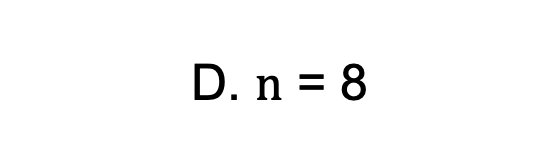 D. n = 8